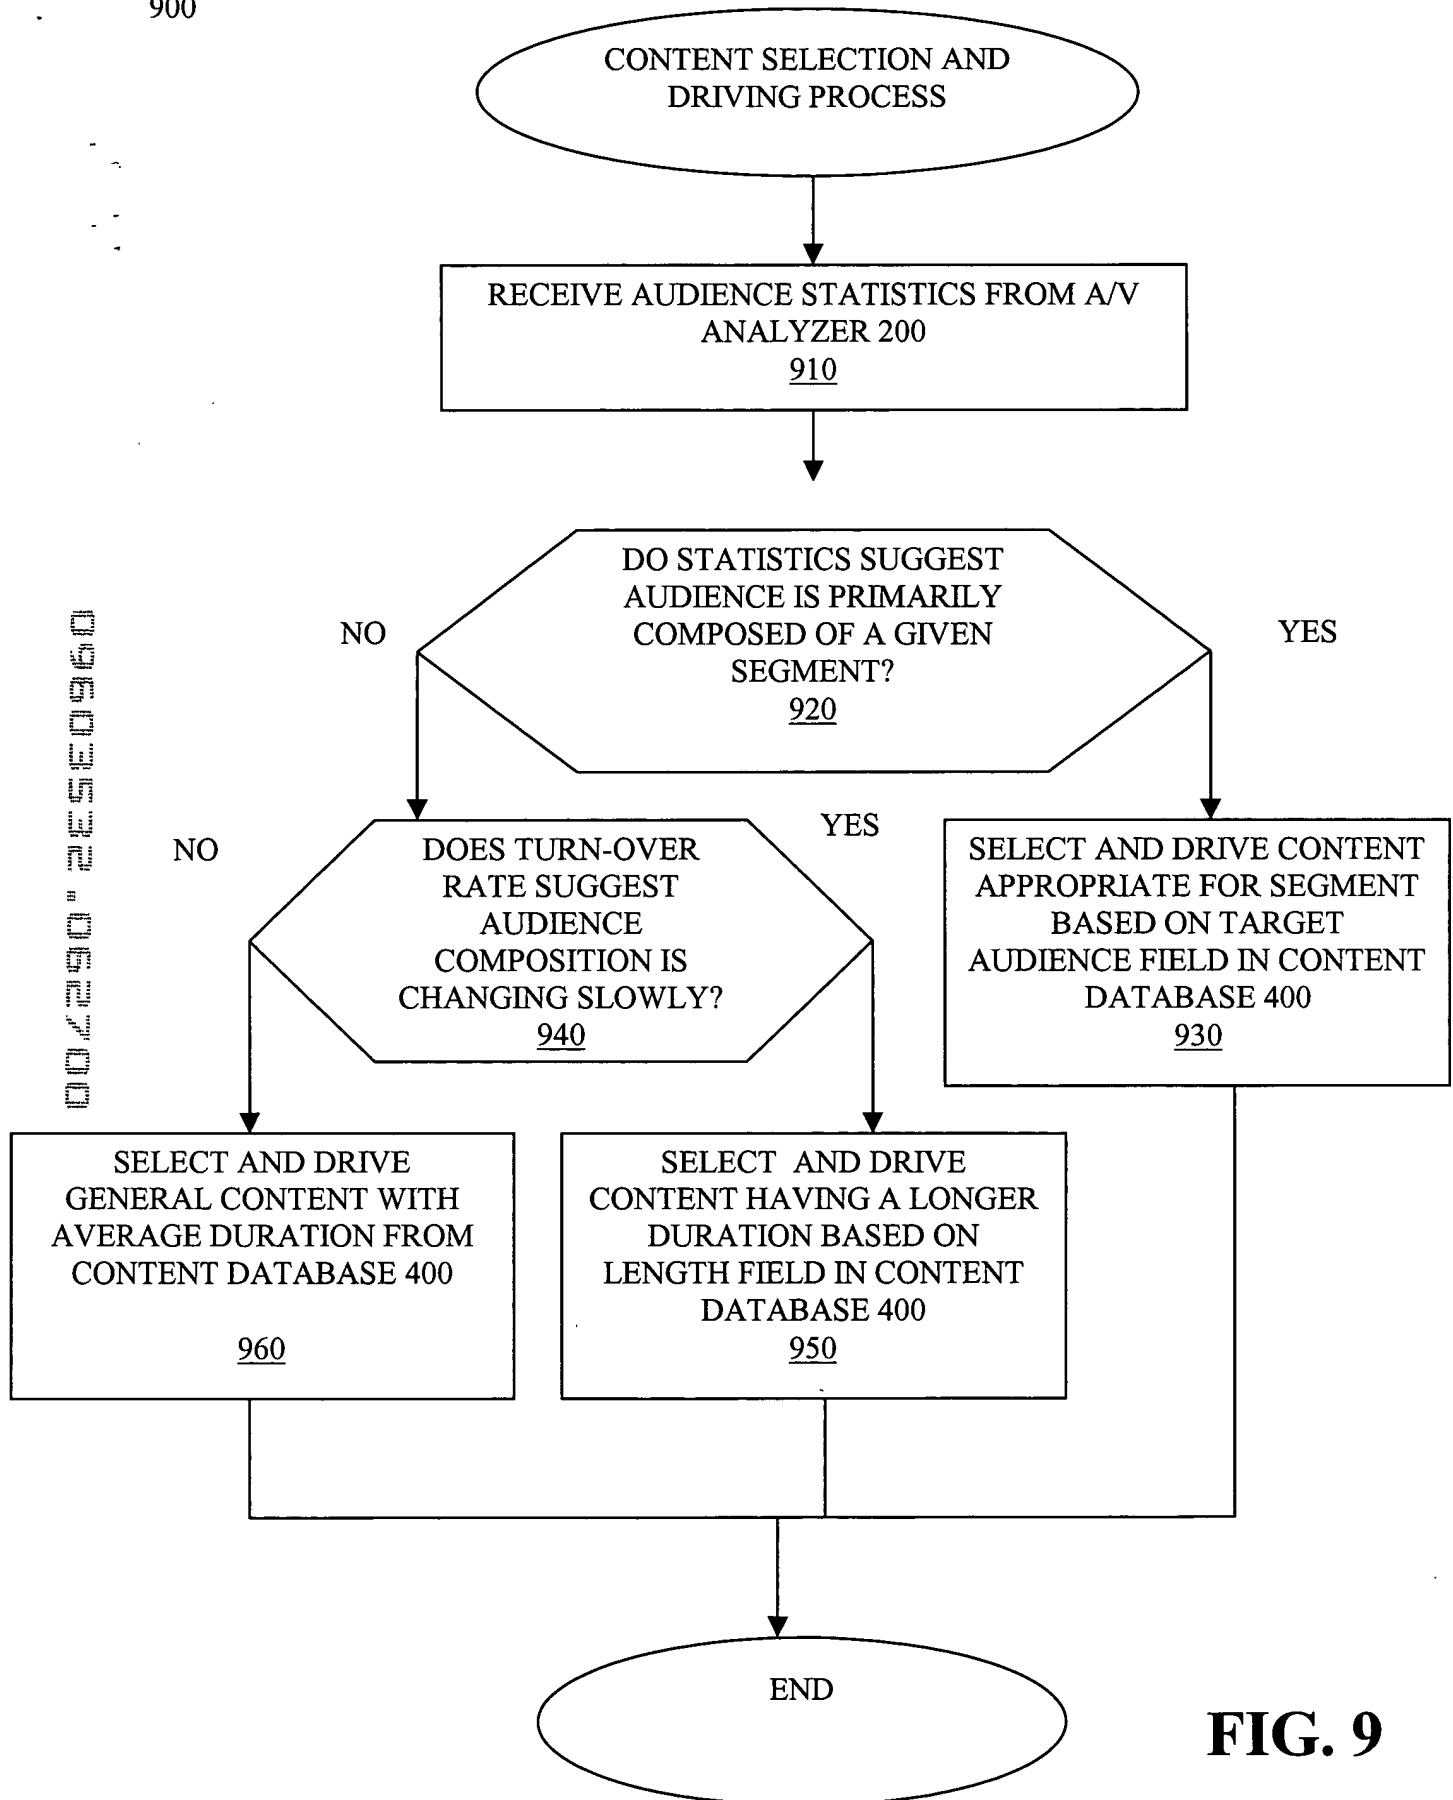 900
CONTENT SELECTION AND
DRIVING PROCESS
RECEIVE AUDIENCE STATISTICS FROM A/V
ANALYZER 200
910
DO STATISTICS SUGGEST
AUDIENCE IS PRIMARILY
COMPOSED OF A GIVEN
SEGMENT?
920
NO
YES
DOES TURN-OVER
RATE SUGGEST
AUDIENCE
COMPOSITION IS
CHANGING SLOWLY?
940
NO
YES
SELECT AND DRIVE CONTENT
APPROPRIATE FOR SEGMENT
BASED ON TARGET
AUDIENCE FIELD IN CONTENT
DATABASE 400
930
SELECT AND DRIVE
GENERAL CONTENT WITH
AVERAGE DURATION FROM
CONTENT DATABASE 400
960
SELECT AND DRIVE
CONTENT HAVING A LONGER
DURATION BASED ON
LENGTH FIELD IN CONTENT
DATABASE 400
950
END
FIG. 9
09603532.062700